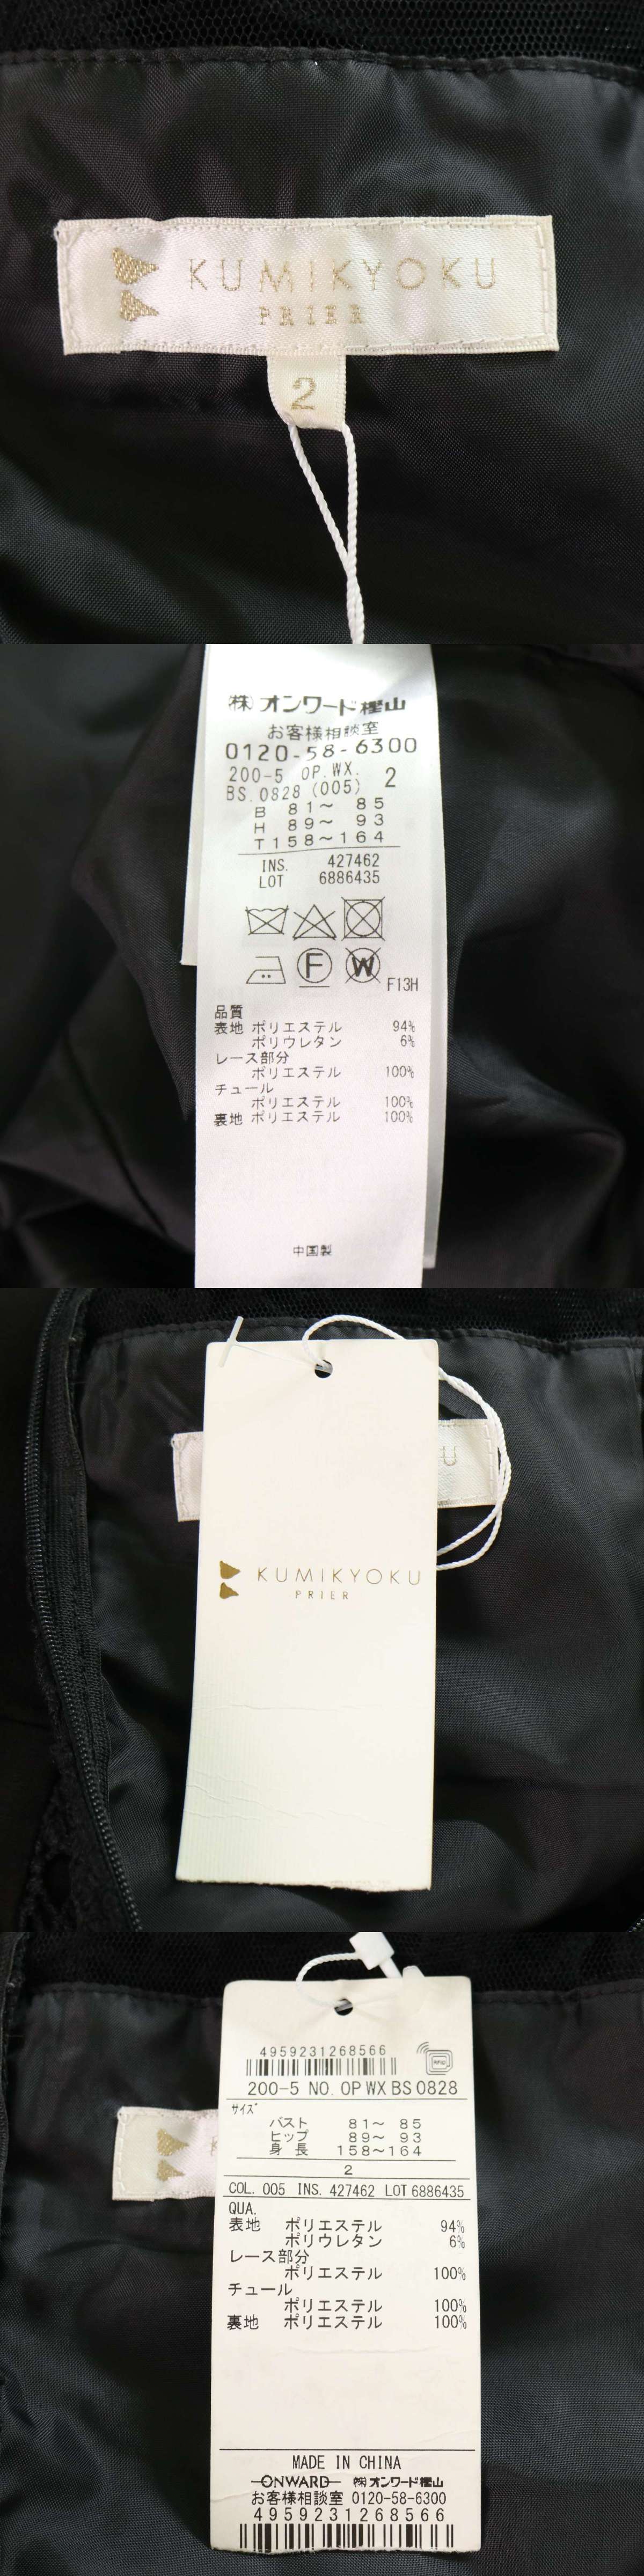 KUMIKYOKU
PRIER
2
㈱オンワード樫山
お客様相談室
0120-58-6300
200-5 OP.WX. 2
BS.0828 (005)
B 81～ 85
H 89～ 93
T158～164
INS. 427462
LOT 6886435
F W F13H
品質
表地 ポリエステル 94%
ポリウレタン 6%
レース部分
ポリエステル 100%
チュール
ポリエステル 100%
裏地 ポリエステル 100%
中国製
U
KUMIKYOKU
PRIER
4959231268566
RFID
200-5 NO. OP WX BS 0828
サイズ
バスト 81～ 85
ヒップ 89～ 93
身 長 158～164
2
COL. 005 INS. 427462 LOT 6886435
QUA.
表地 ポリエステル 94%
ポリウレタン 6%
レース部分
ポリエステル 100%
チュール
ポリエステル 100%
裏地 ポリエステル 100%
MADE IN CHINA
ONWARD ㈱オンワード樫山
お客様相談室 0120-58-6300
4959231268566